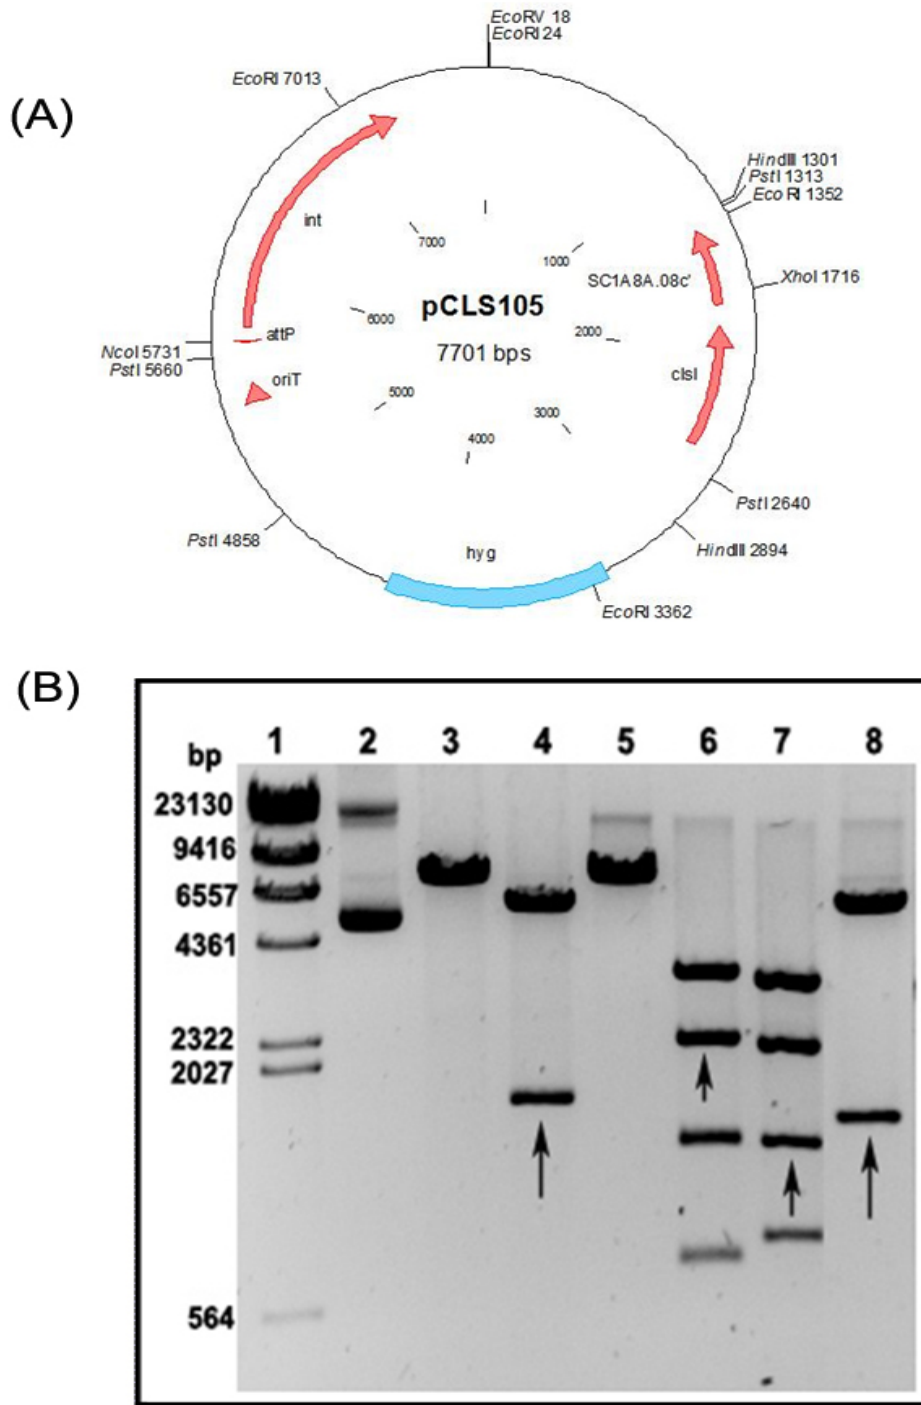 (A)
EcoRV 18
EcoRI 24
EcoRI 7013
HindIII 1301
PstI 1313
EcoRI 1352
int
7000
1000
SC1A8A.08c'
XhoI 1716
pCLS105
7701 bps
6000
2000
attP
NcoI 5731
PstI 5660
oriT
clsI
5000
3000
4000
PstI 2640
PstI 4858
HindIII 2894
hyg
EcoRI 3362
(B)
bp 1 2 3 4 5 6 7 8
23130
9416
6557
4361
2322
2027
564